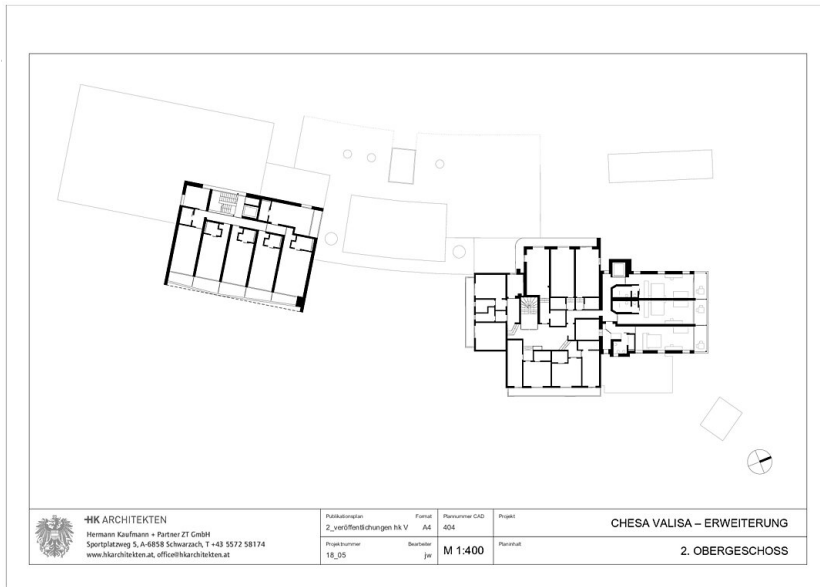 HK ARCHITEKTEN
Hermann Kaufmann + Partner ZT GmbH
Sportplatzweg 5, A-6858 Schwarzach, T +43 5572 58174
www.hkarchitekten.at, office@hkarchitekten.at
Publikationsplan Format
2_veröffentlichungen hk V A4
Projektnummer Bearbeiter
18_05 jw
Plannummer CAD
404
M 1:400
Projekt
CHESA VALISA – ERWEITERUNG
Planinhalt
2. OBERGESCHOSS